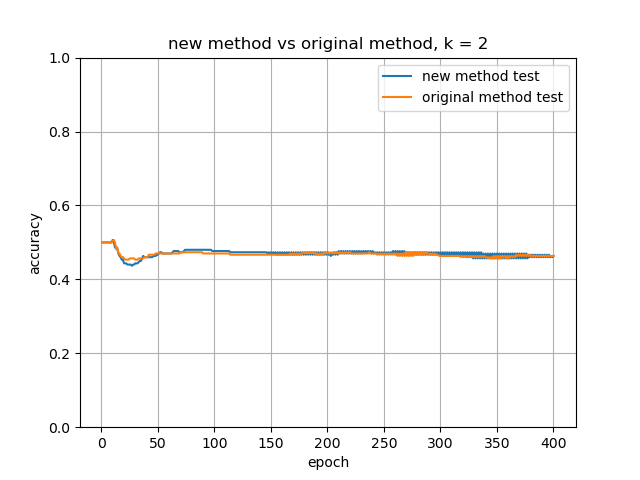 new method vs original method, k = 2
new method test
original method test
accuracy
1.0
0.8
0.6
0.4
0.2
0.0
0 50 100 150 200 250 300 350 400
epoch